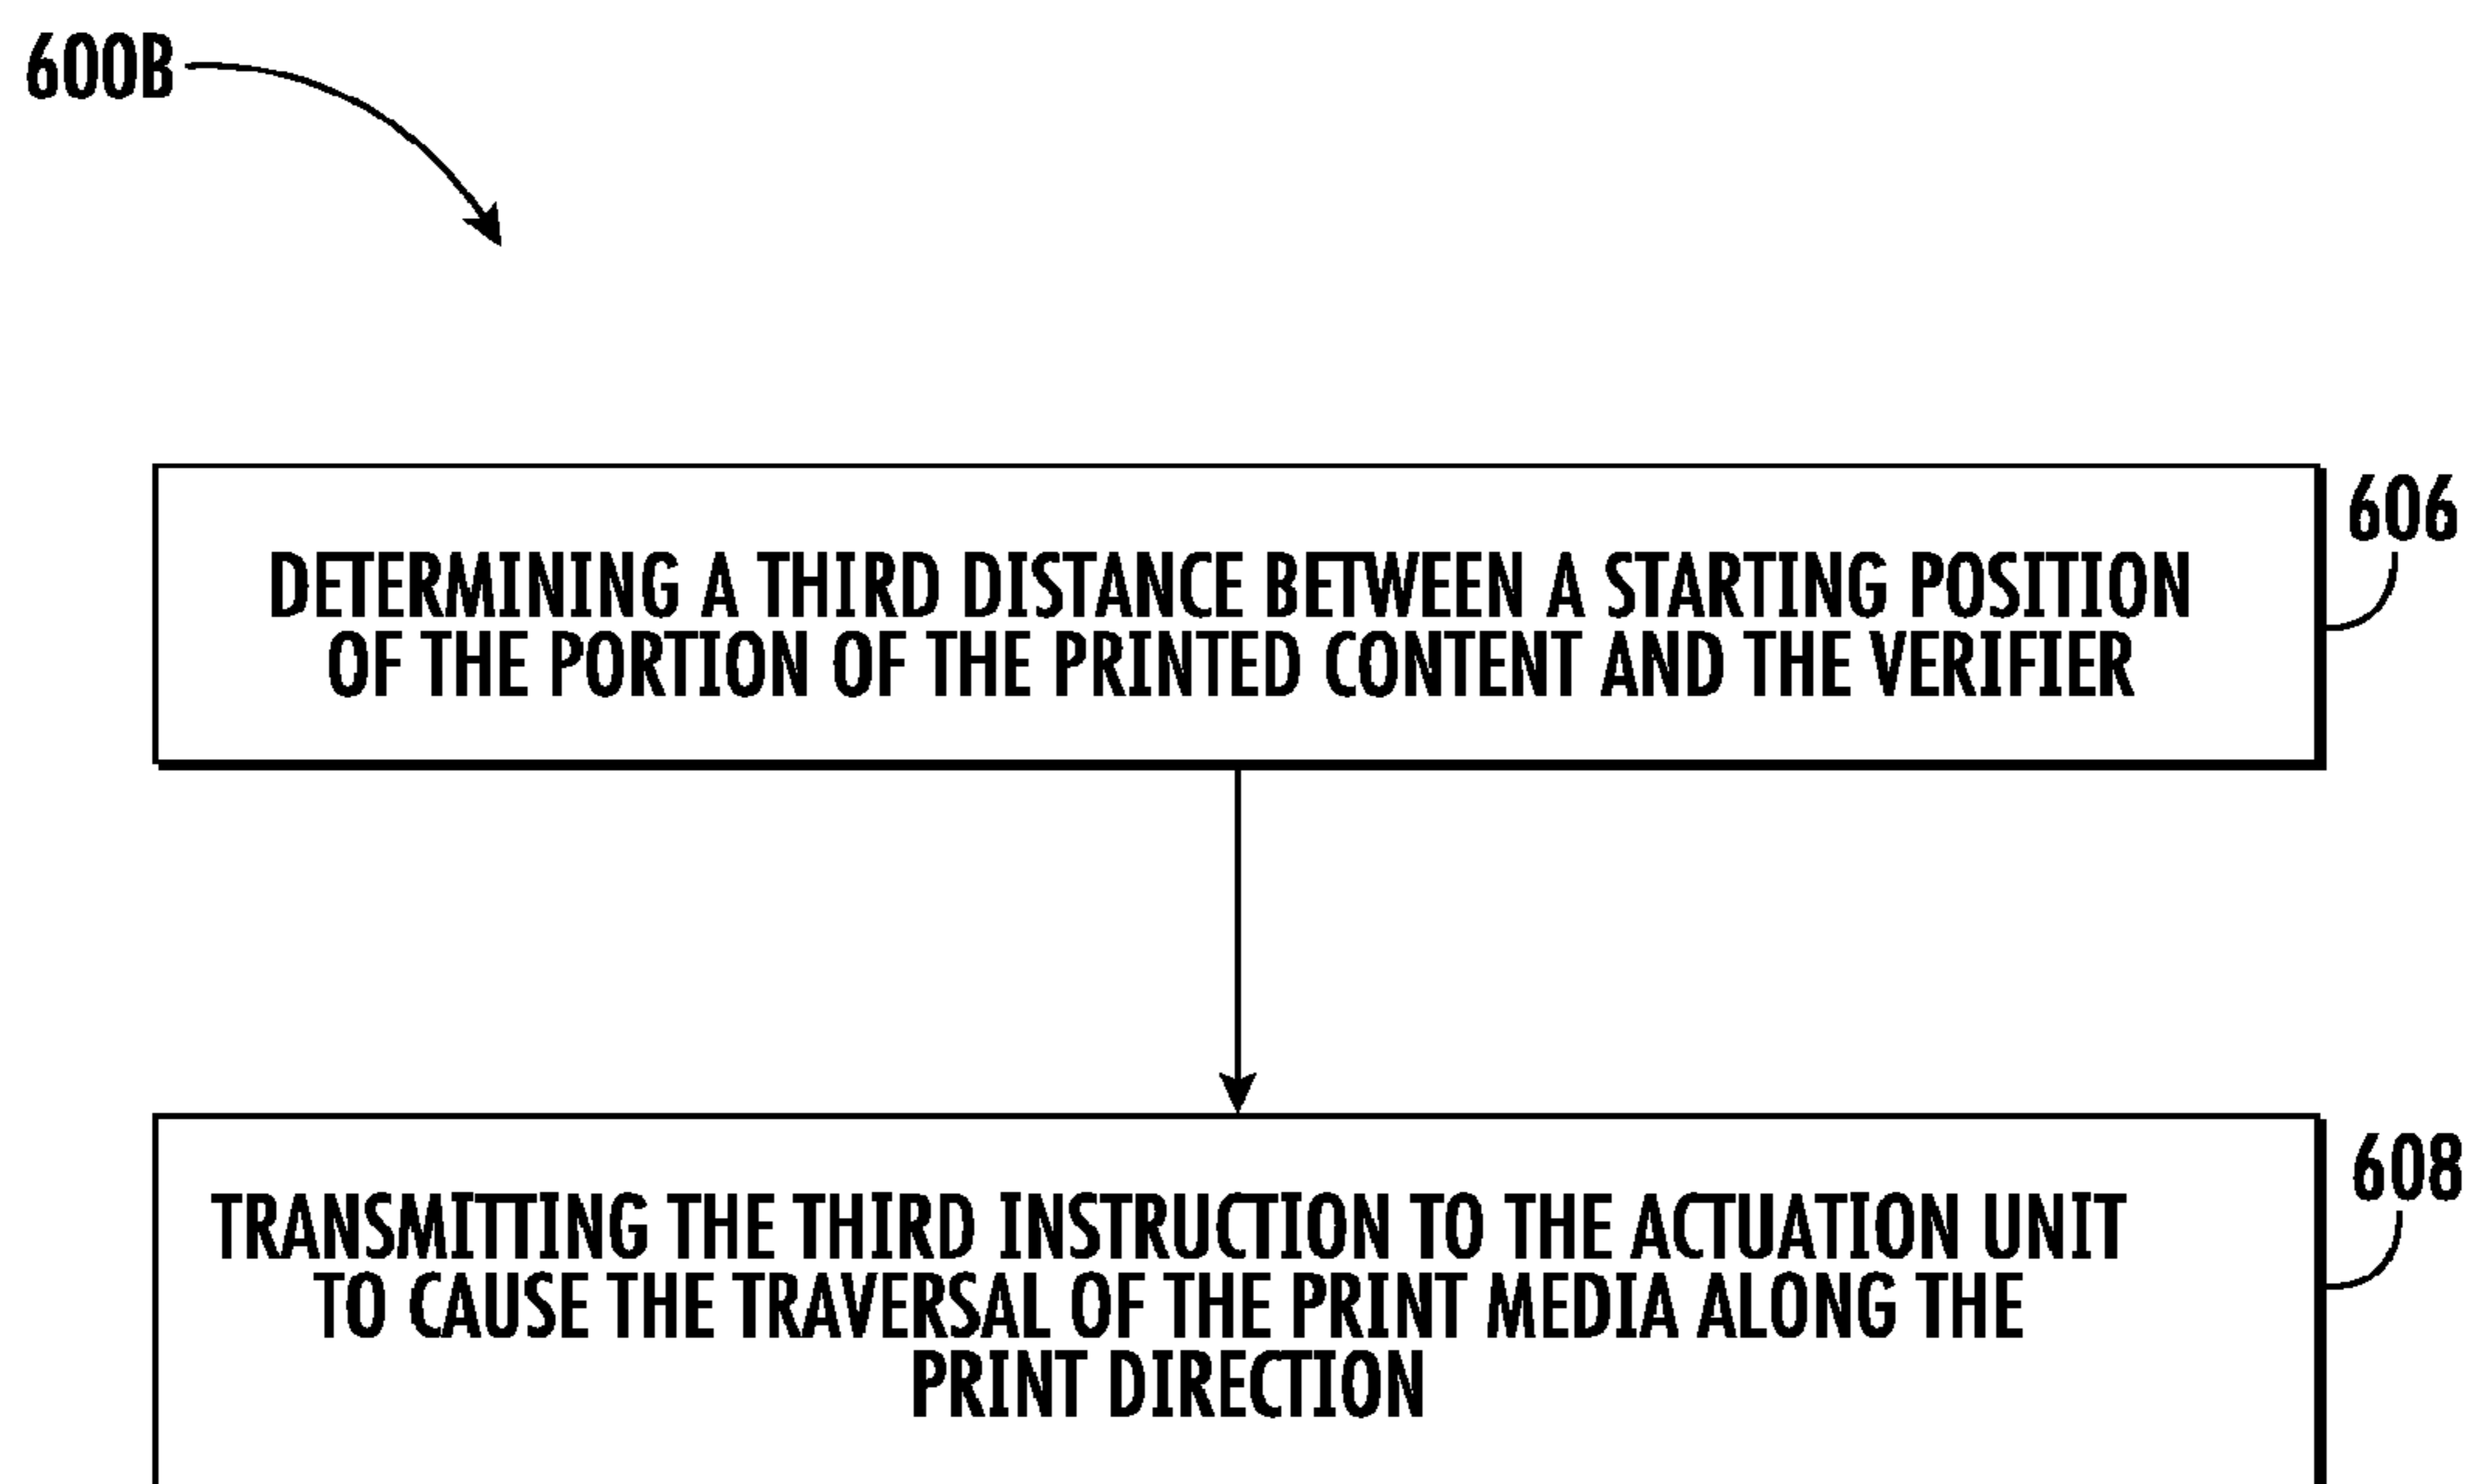 600B
606
DETERMINING A THIRD DISTANCE BETWEEN A STARTING POSITION
OF THE PORTION OF THE PRINTED CONTENT AND THE VERIFIER
608
TRANSMITTING THE THIRD INSTRUCTION TO THE ACTUATION UNIT
TO CAUSE THE TRAVERSAL OF THE PRINT MEDIA ALONG THE
PRINT DIRECTION